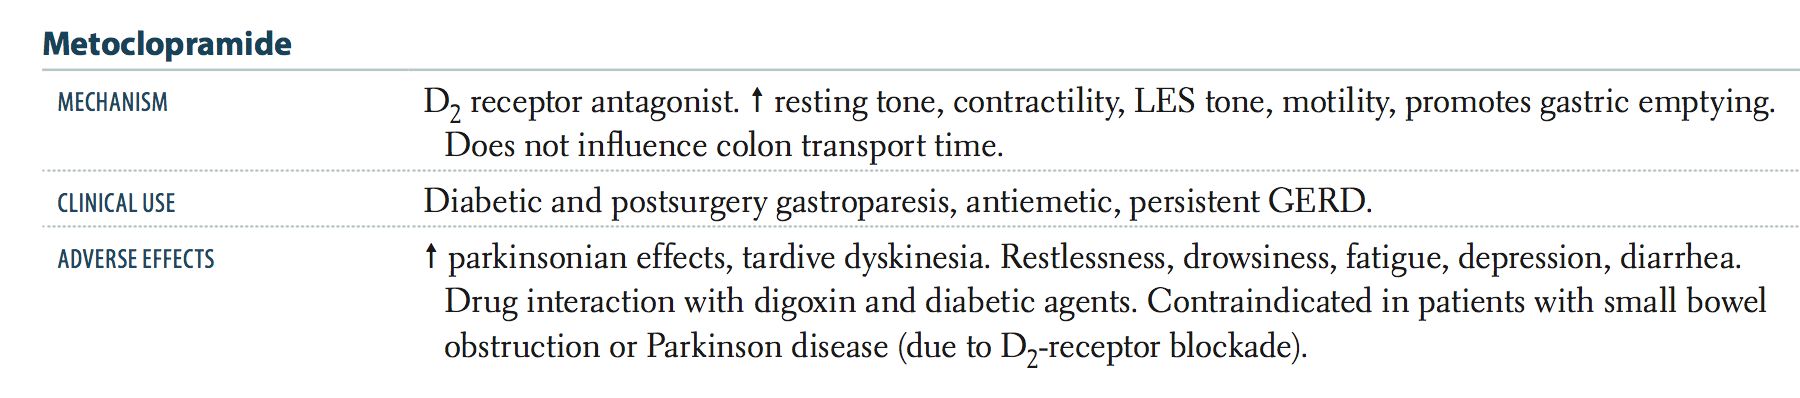 Metoclopramide
MECHANISM D₂ receptor antagonist. ↑ resting tone, contractility, LES tone, motility, promotes gastric emptying.
Does not influence colon transport time.
CLINICAL USE Diabetic and postsurgery gastroparesis, antiemetic, persistent GERD.
ADVERSE EFFECTS ↑ parkinsonian effects, tardive dyskinesia. Restlessness, drowsiness, fatigue, depression, diarrhea.
Drug interaction with digoxin and diabetic agents. Contraindicated in patients with small bowel
obstruction or Parkinson disease (due to D₂-receptor blockade).